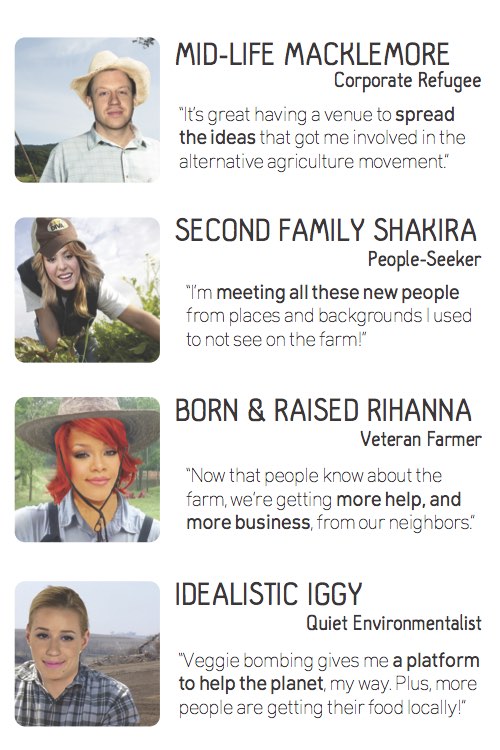 MID-LIFE MACKLEMORE
Corporate Refugee
"It's great having a venue to spread
the ideas that got me involved in the
alternative agriculture movement."
SECOND FAMILY SHAKIRA
People-Seeker
"I'm meeting all these new people
from places and backgrounds I used
to not see on the farm!"
BORN & RAISED RIHANNA
Veteran Farmer
"Now that people know about the
farm, we're getting more help, and
more business, from our neighbors."
IDEALISTIC IGGY
Quiet Environmentalist
"Veggie bombing gives me a platform
to help the planet, my way. Plus, more
people are getting their food locally!"